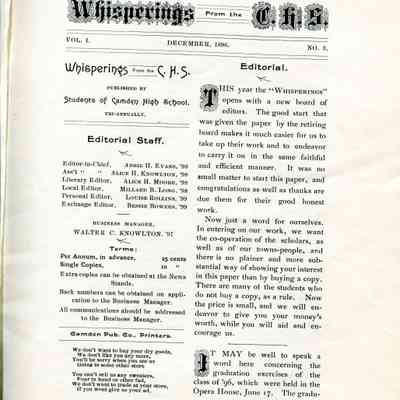 Whisperings From the C. H. S.
VOL. I. DECEMBER, 1896. NO. 3.
Whisperings from the C. H. S.
PUBLISHED BY
Students of Camden High School.
TRI-ANNUALLY.
Editorial Staff.
Editor-in-Chief, ABBIE H. EVANS, '98
Ass't " " ALICE H. KNOWLTON, '98
Literary Editor, ALICE H. MOORE, '98
Local Editor, MILLARD B. LONG, '98
Personal Editor, LOUISE ROLLINS, '99
Exchange Editor, BESSIE BOWERS, '99
BUSINESS MANAGER,
WALTER C. KNOWLTON, '97
Terms:
Per Annum, in advance, 25 cents
Single Copies, 10 "
Extra copies can be obtained at the News
Stands.
Back numbers can be obtained on appli-
cation to the Business Manager.
All communications should be addressed
to the Business Manager.
Camden Pub. Co., Printers.
We don't want to buy your dry goods,
We don't like you any more,
You'll be sorry when you see us
tisting to some other store
You can't sell us any sweaters,
Four in hand or other fad,
We don't want to trade at your store,
if you wont give us your ad.
Editorial.
THIS year the "WHISPERINGS"
opens with a new board of
editors. The good start that
was given the paper by the retiring
board makes it much easier for us to
take up their work and to endeavor
to carry it on in the same faithful
and efficient manner. It was no
small matter to start this paper, and
congratulations as well as thanks are
due them for their good honest
work.
Now just a word for ourselves.
In entering on our work, we want
the co-operation of the scholars, as
well as of our towns-people, and
there is no plainer and more sub-
stantial way of showing your interest
in this paper than by buying a copy.
There are many of the students who
do not buy a copy, as a rule. Now
the price is small, and we will en-
deavor to give you your money's
worth, while you will aid and en-
courage us.
IT MAY be well to speak a
word here concerning the
graduation exercises of the
class of '96, which were held in the
Opera House, June 17. The gradu-